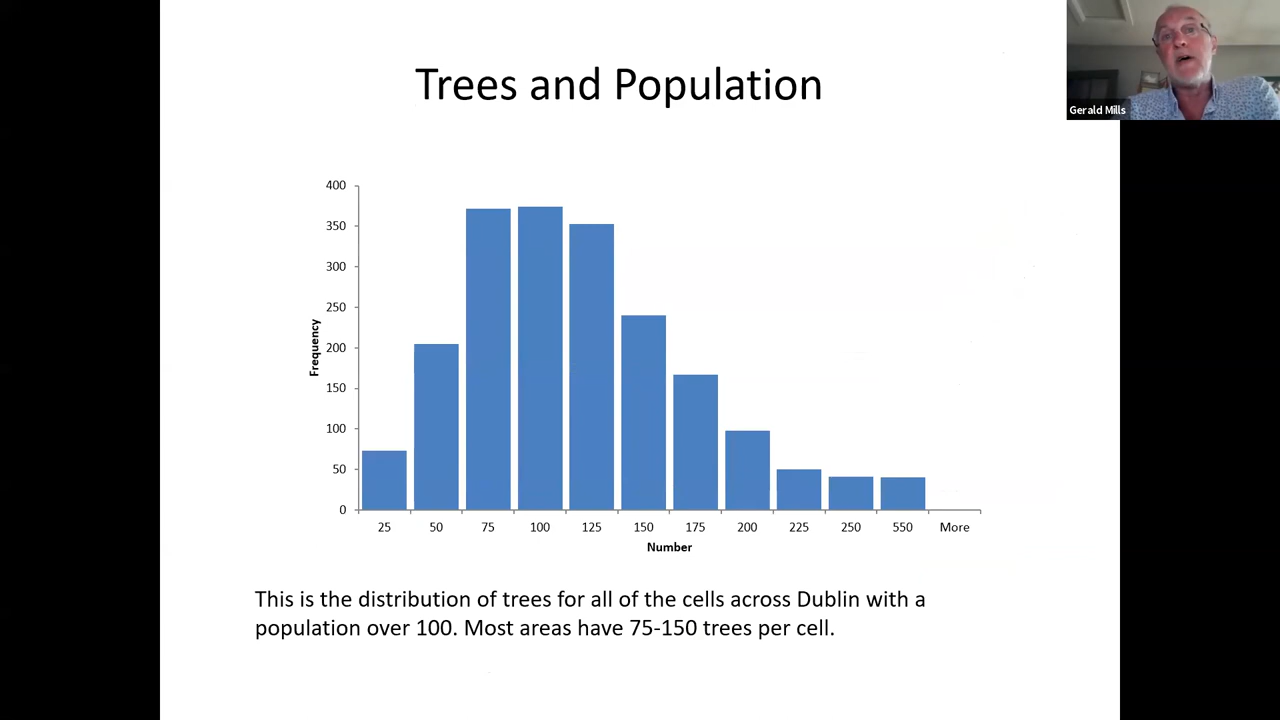 Trees and Population
Gerald Mills
400
350
300
250
200
150
100
50
0
Frequency
25 50 75 100 125 150 175 200 225 250 550 More
Number
This is the distribution of trees for all of the cells across Dublin with a
population over 100. Most areas have 75-150 trees per cell.